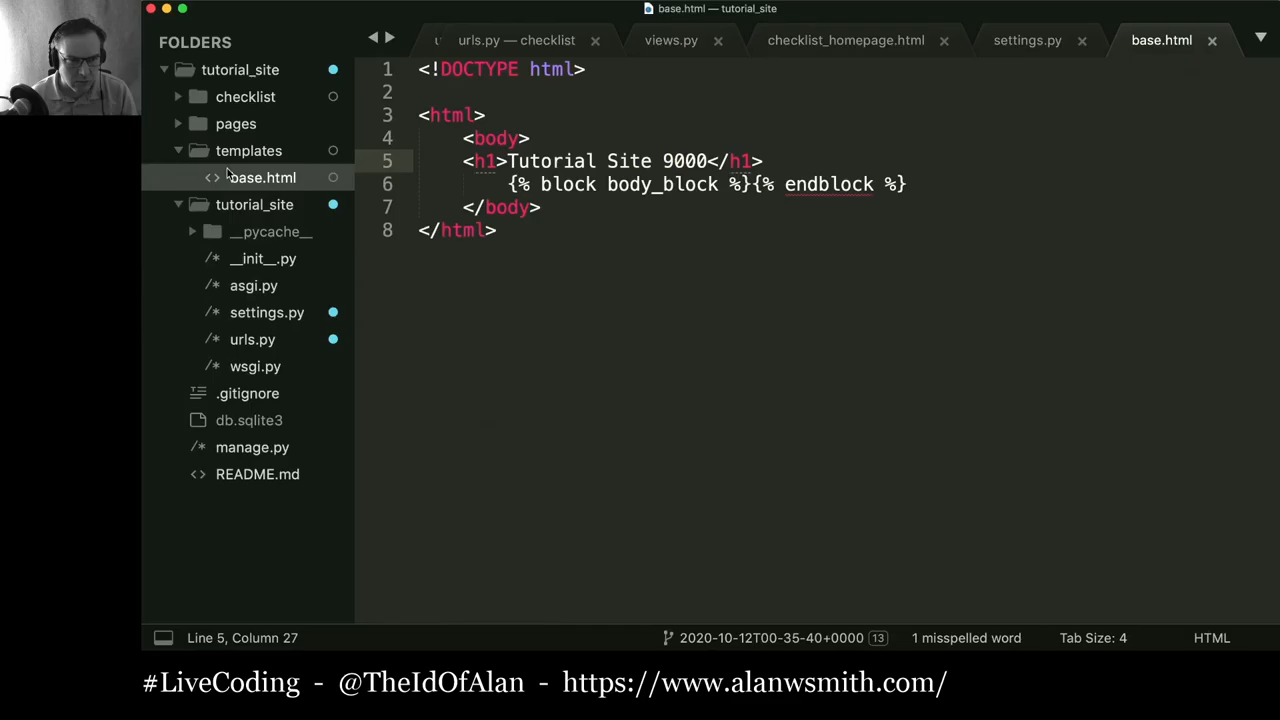 base.html — tutorial_site
FOLDERS
tutorial_site
checklist
pages
templates
<> base.html
tutorial_site
__pycache__
/* __init__.py
/* asgi.py
/* settings.py
/* urls.py
/* wsgi.py
.gitignore
db.sqlite3
/* manage.py
<> README.md
urls.py — checklist
views.py
checklist_homepage.html
settings.py
base.html
1 <!DOCTYPE html>
2
3 <html>
4 <body>
5 <h1>Tutorial Site 9000</h1>
6 {% block body_block %}{% endblock %}
7 </body>
8 </html>
Line 5, Column 27
2020-10-12T00-35-40+0000 13
1 misspelled word
Tab Size: 4
HTML
#LiveCoding - @TheIdOfAlan - https://www.alanwsmith.com/